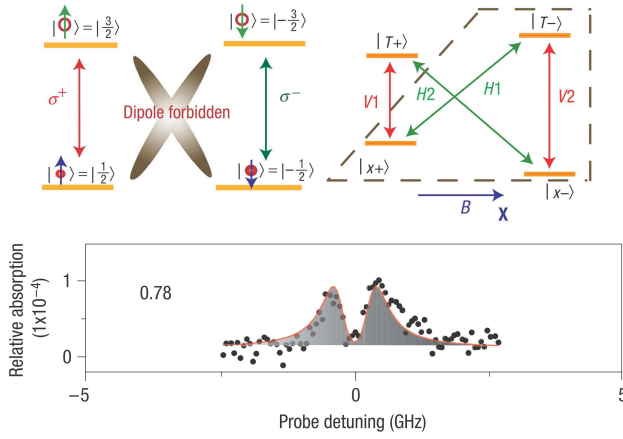 | ⟩=|3/2⟩
| ⟩=|−3/2⟩
σ+
Dipole forbidden
σ−
| ⟩=|1/2⟩
| ⟩=|−1/2⟩
| T+⟩
| T−⟩
V1
H2
H1
V2
| x+⟩
| x−⟩
B
X
Relative absorption
(1x10−4)
1
0
0.78
−5
0
5
Probe detuning (GHz)